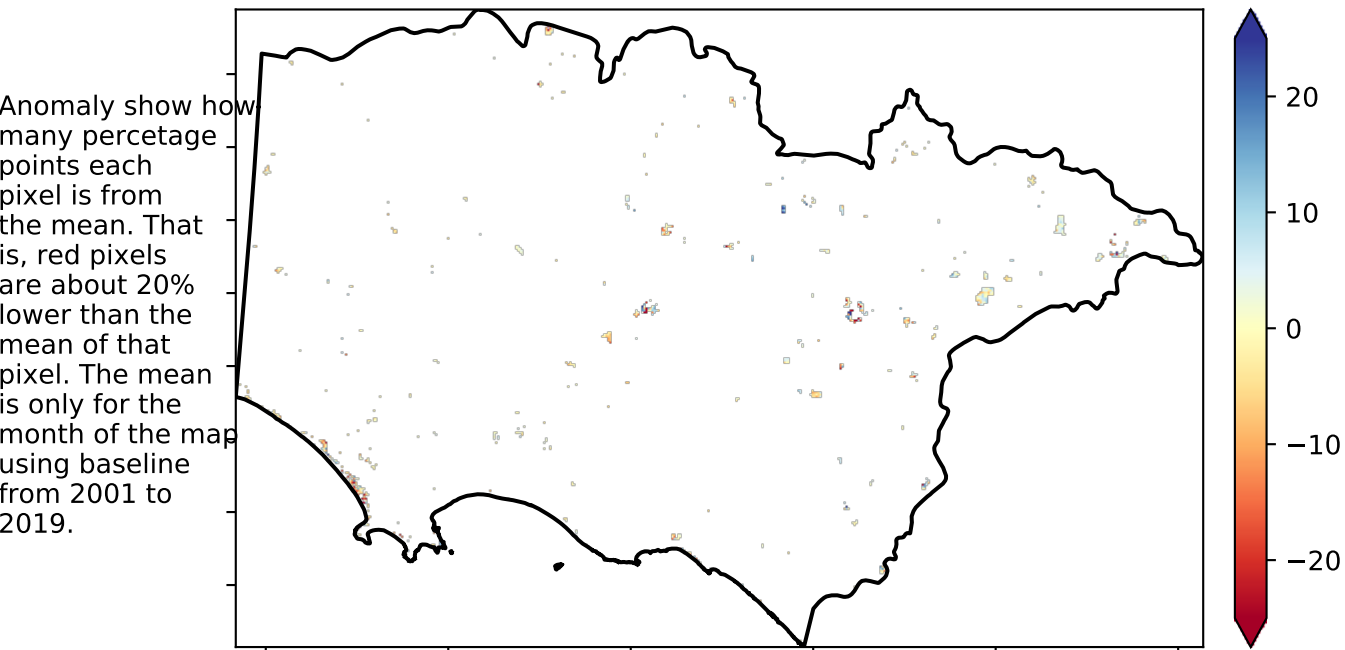 Anomaly show how
many percetage
points each
pixel is from
the mean. That
is, red pixels
are about 20%
lower than the
mean of that
pixel. The mean
is only for the
month of the map
using baseline
from 2001 to
2019.
20
10
0
−10
−20